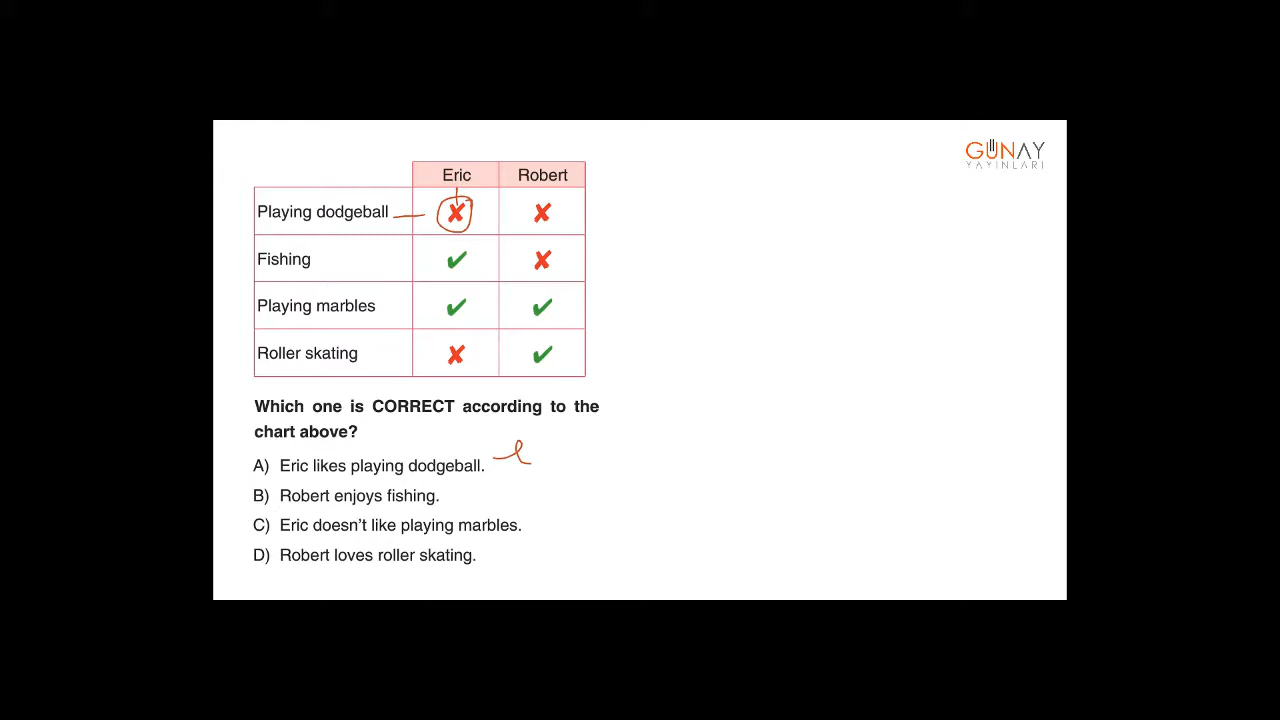 GÜNAY
YAYINLARI
Eric Robert
Playing dodgeball ✘ ✘
Fishing ✔ ✘
Playing marbles ✔ ✔
Roller skating ✘ ✔
Which one is CORRECT according to the
chart above?
A) Eric likes playing dodgeball.
B) Robert enjoys fishing.
C) Eric doesn't like playing marbles.
D) Robert loves roller skating.